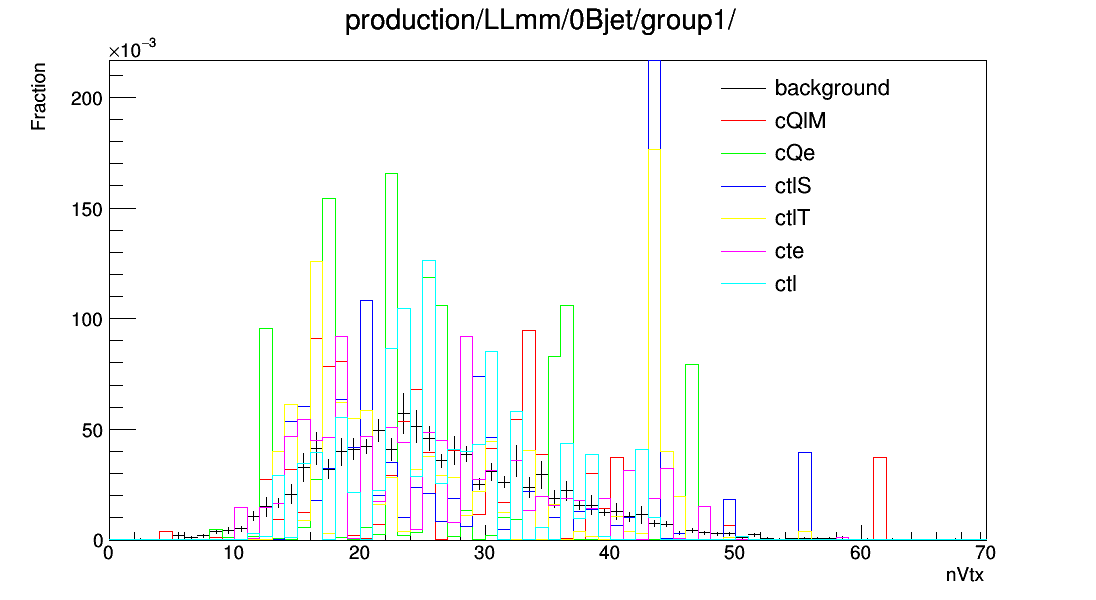 production/LLmm/0Bjet/group1/
×10⁻³
Fraction
200
150
100
50
0
background
cQlM
cQe
ctlS
ctlT
cte
ctl
0 10 20 30 40 50 60 70
nVtx